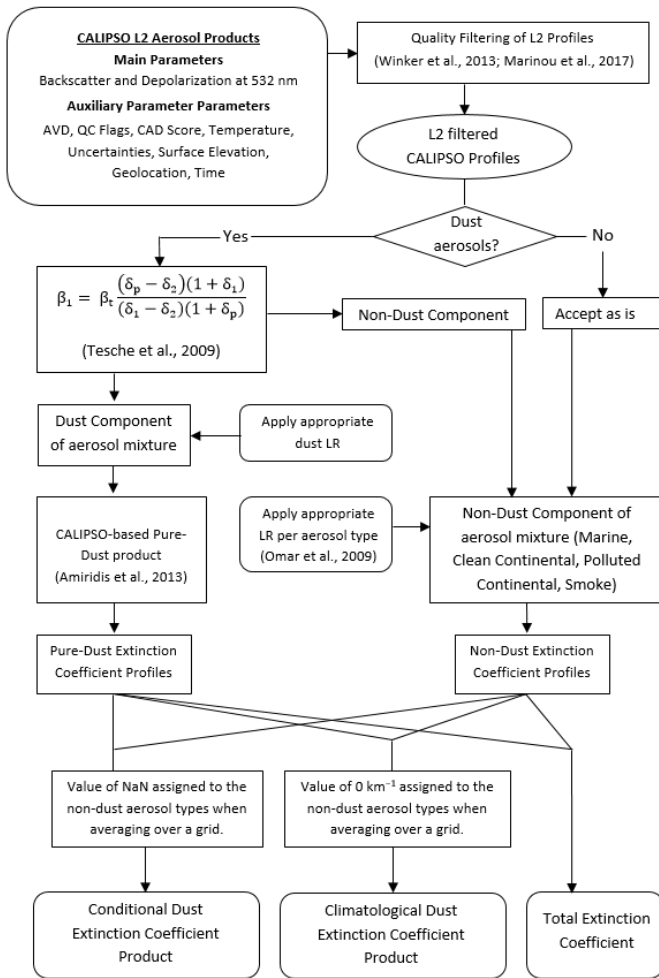 CALIPSO L2 Aerosol Products
Main Parameters
Backscatter and Depolarization at 532 nm
Auxiliary Parameter Parameters
AVD, QC Flags, CAD Score, Temperature,
Uncertainties, Surface Elevation,
Geolocation, Time
Quality Filtering of L2 Profiles
(Winker et al., 2013; Marinou et al., 2017)
L2 filtered
CALIPSO Profiles
Dust
aerosols?
Yes
No
β₁ = βₜ (δₚ − δ₂)(1 + δ₁) / (δ₁ − δ₂)(1 + δₚ)
(Tesche et al., 2009)
Non-Dust Component
Accept as is
Dust Component
of aerosol mixture
Apply appropriate
dust LR
CALIPSO-based Pure-
Dust product
(Amiridis et al., 2013)
Apply appropriate
LR per aerosol type
(Omar et al., 2009)
Non-Dust Component of
aerosol mixture (Marine,
Clean Continental, Polluted
Continental, Smoke)
Pure-Dust Extinction
Coefficient Profiles
Non-Dust Extinction
Coefficient Profiles
Value of NaN assigned to the
non-dust aerosol types when
averaging over a grid.
Value of 0 km⁻¹ assigned to the
non-dust aerosol types when
averaging over a grid.
Conditional Dust
Extinction Coefficient
Product
Climatological Dust
Extinction Coefficient
Product
Total Extinction
Coefficient